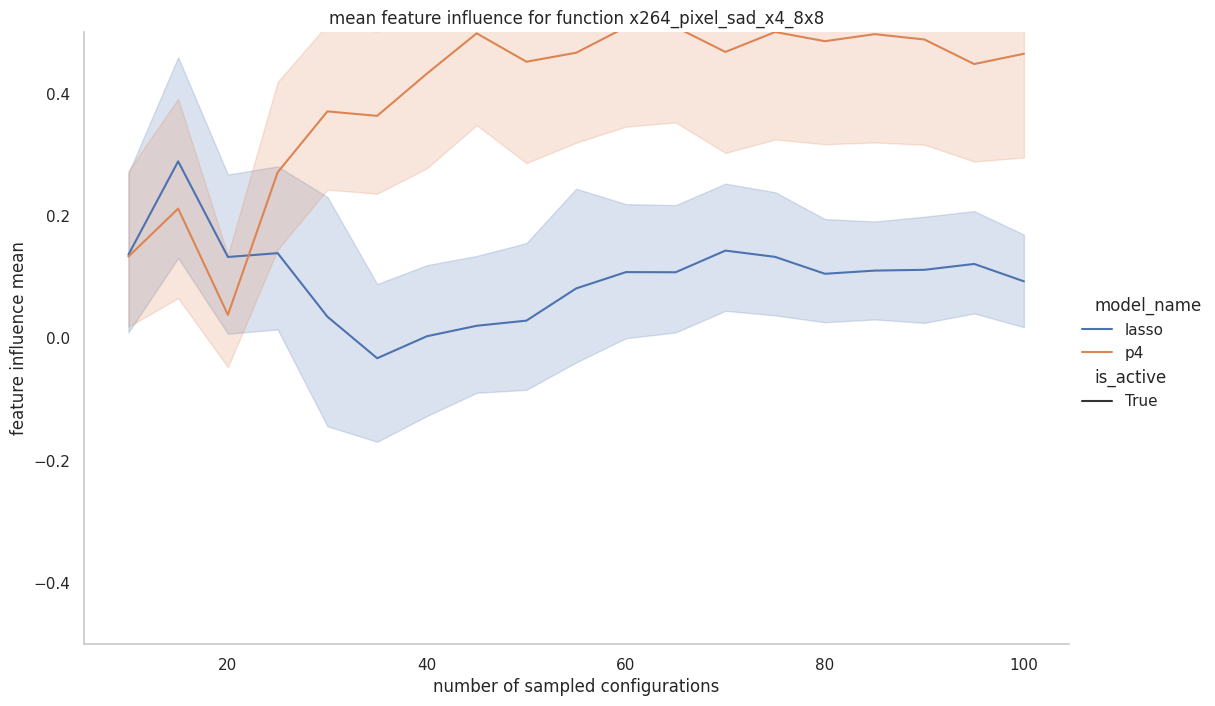 mean feature influence for function x264_pixel_sad_x4_8x8
feature influence mean
0.4
0.2
0.0
−0.2
−0.4
20
40
60
80
100
number of sampled configurations
model_name
lasso
p4
is_active
True